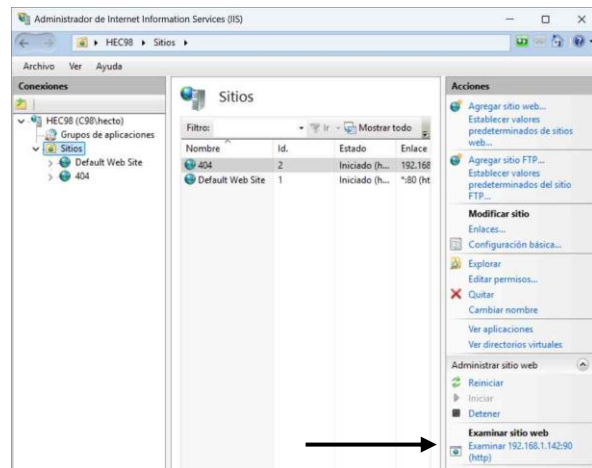 Administrador de Internet Information Services (IIS)
HEC98 Sitios
Archivo Ver Ayuda
Conexiones
HEC98 (C98\hecto)
Grupos de aplicaciones
Sitios
Default Web Site
404
Sitios
Filtro: Ir Mostrar todo
Nombre Id. Estado Enlace
404 2 Iniciado (h... 192.168
Default Web Site 1 Iniciado (h... *:80 (ht
Acciones
Agregar sitio web...
Establecer valores
predeterminados de sitios
web...
Agregar sitio FTP...
Establecer valores
predeterminados del sitio
FTP...
Modificar sitio
Enlaces...
Configuración básica...
Explorar
Editar permisos...
Quitar
Cambiar nombre
Ver aplicaciones
Ver directorios virtuales
Administrar sitio web
Reiniciar
Iniciar
Detener
Examinar sitio web
Examinar 192.168.1.142:90
(http)